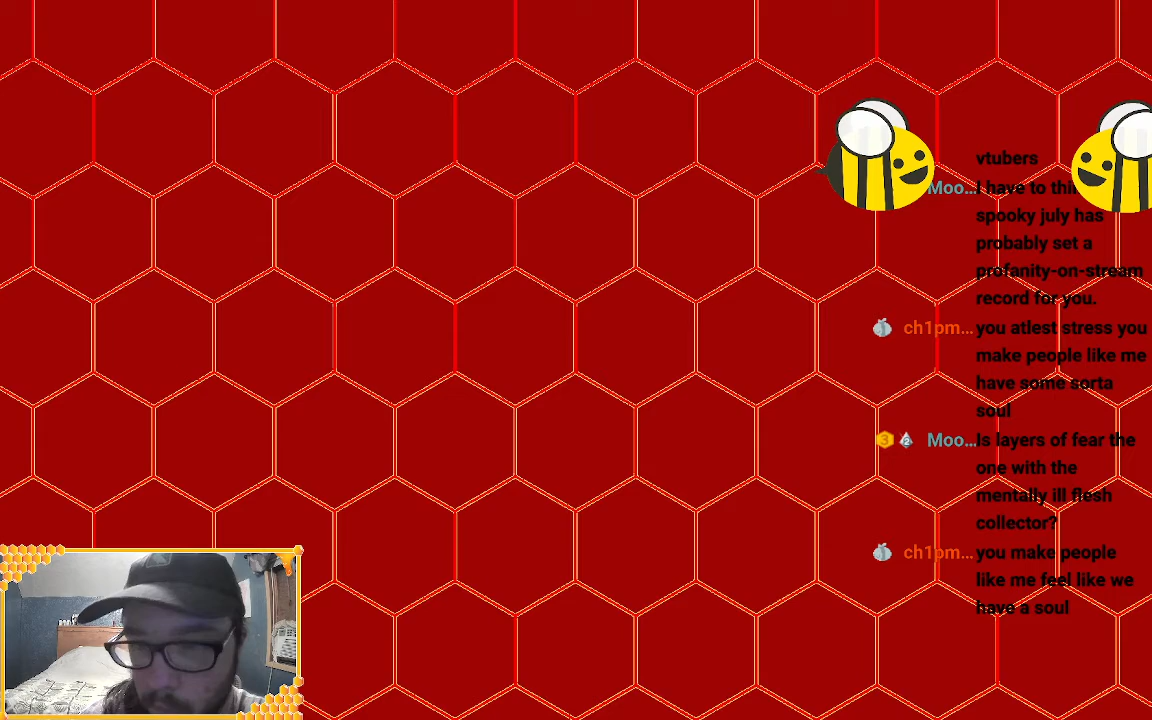 vtubers
Moo...I have to thi
spooky july has
probably set a
profanity-on-stream
record for you.
ch1pm...you atlest stress you
make people like me
have some sorta
soul
3 2 Moo...Is layers of fear the
one with the
mentally ill flesh
collector?
ch1pm...you make people
like me feel like we
have a soul